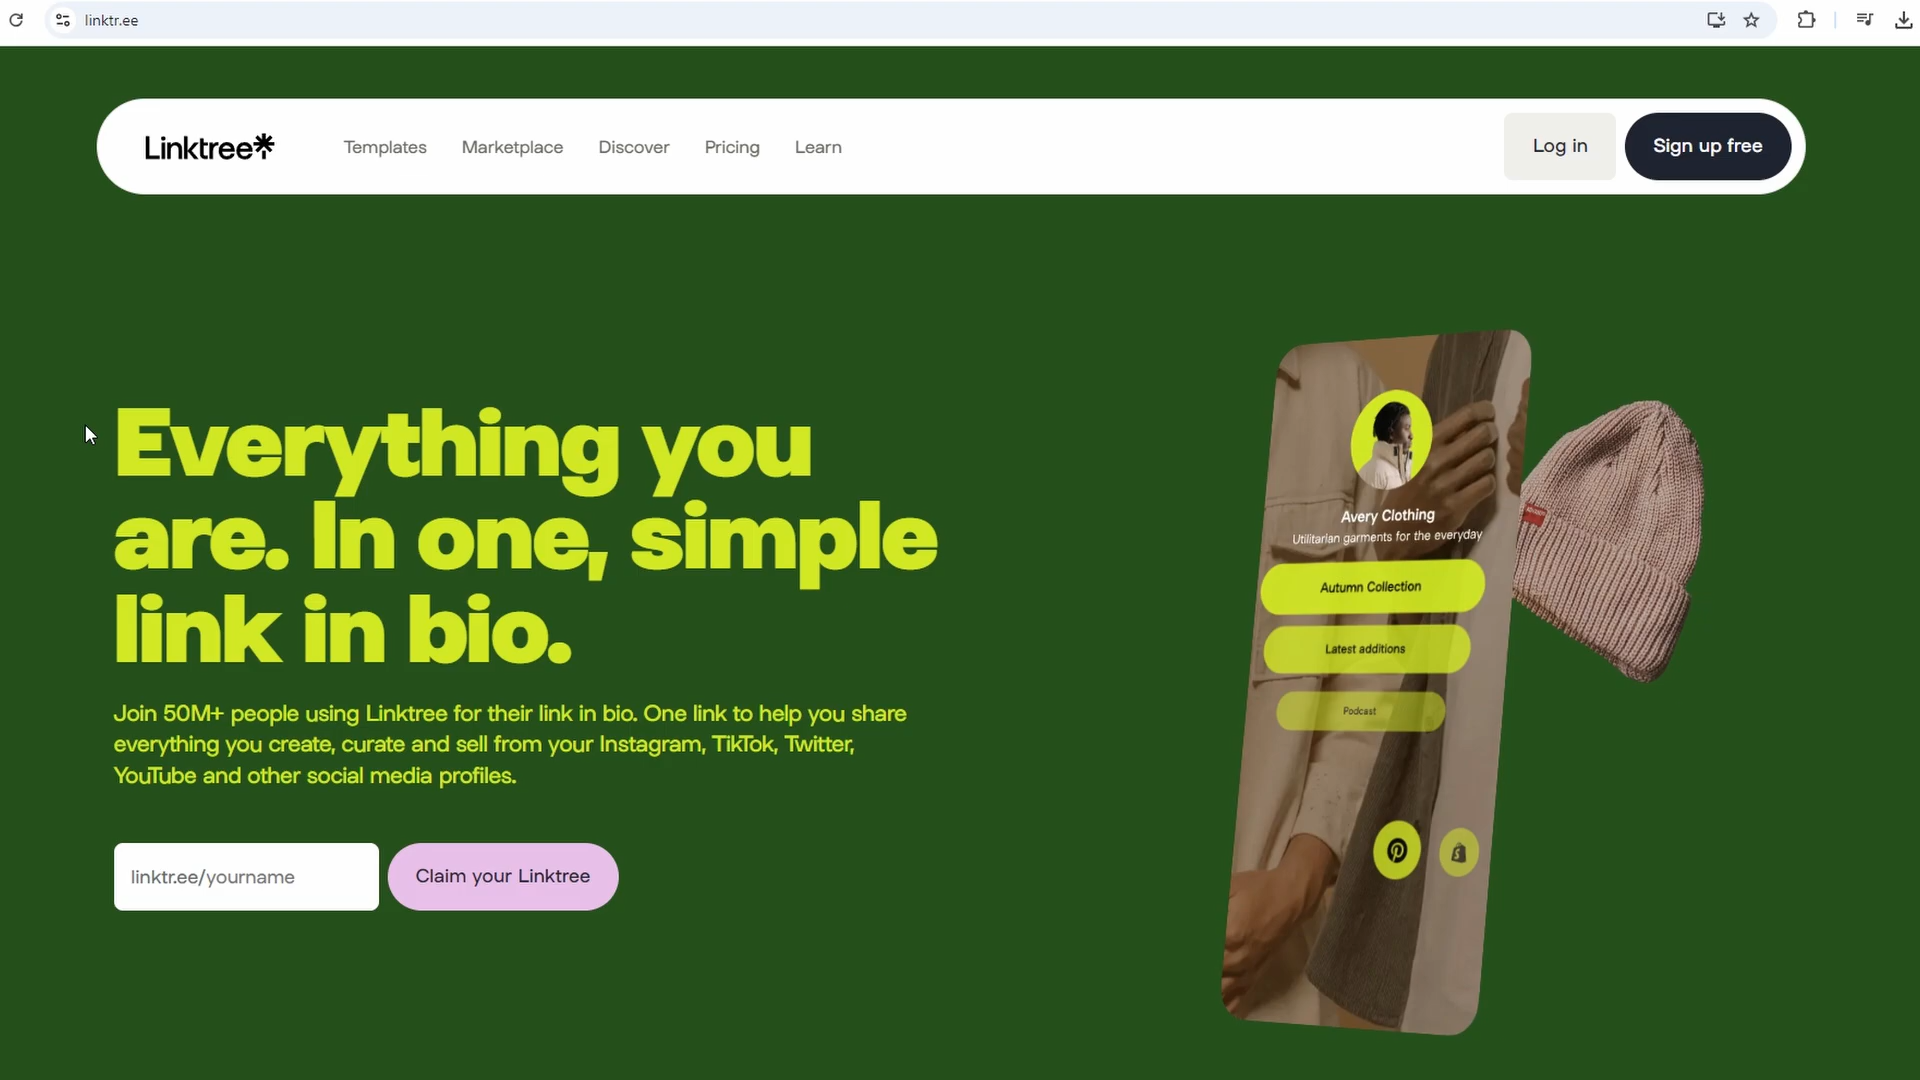 linktr.ee
Linktree
Templates
Marketplace
Discover
Pricing
Learn
Log in
Sign up free
Everything you
are. In one, simple
link in bio.
Join 50M+ people using Linktree for their link in bio. One link to help you share
everything you create, curate and sell from your Instagram, TikTok, Twitter,
YouTube and other social media profiles.
linktr.ee/yourname
Claim your Linktree
Avery Clothing
Utilitarian garments for the everyday
Autumn Collection
Latest additions
Podcast